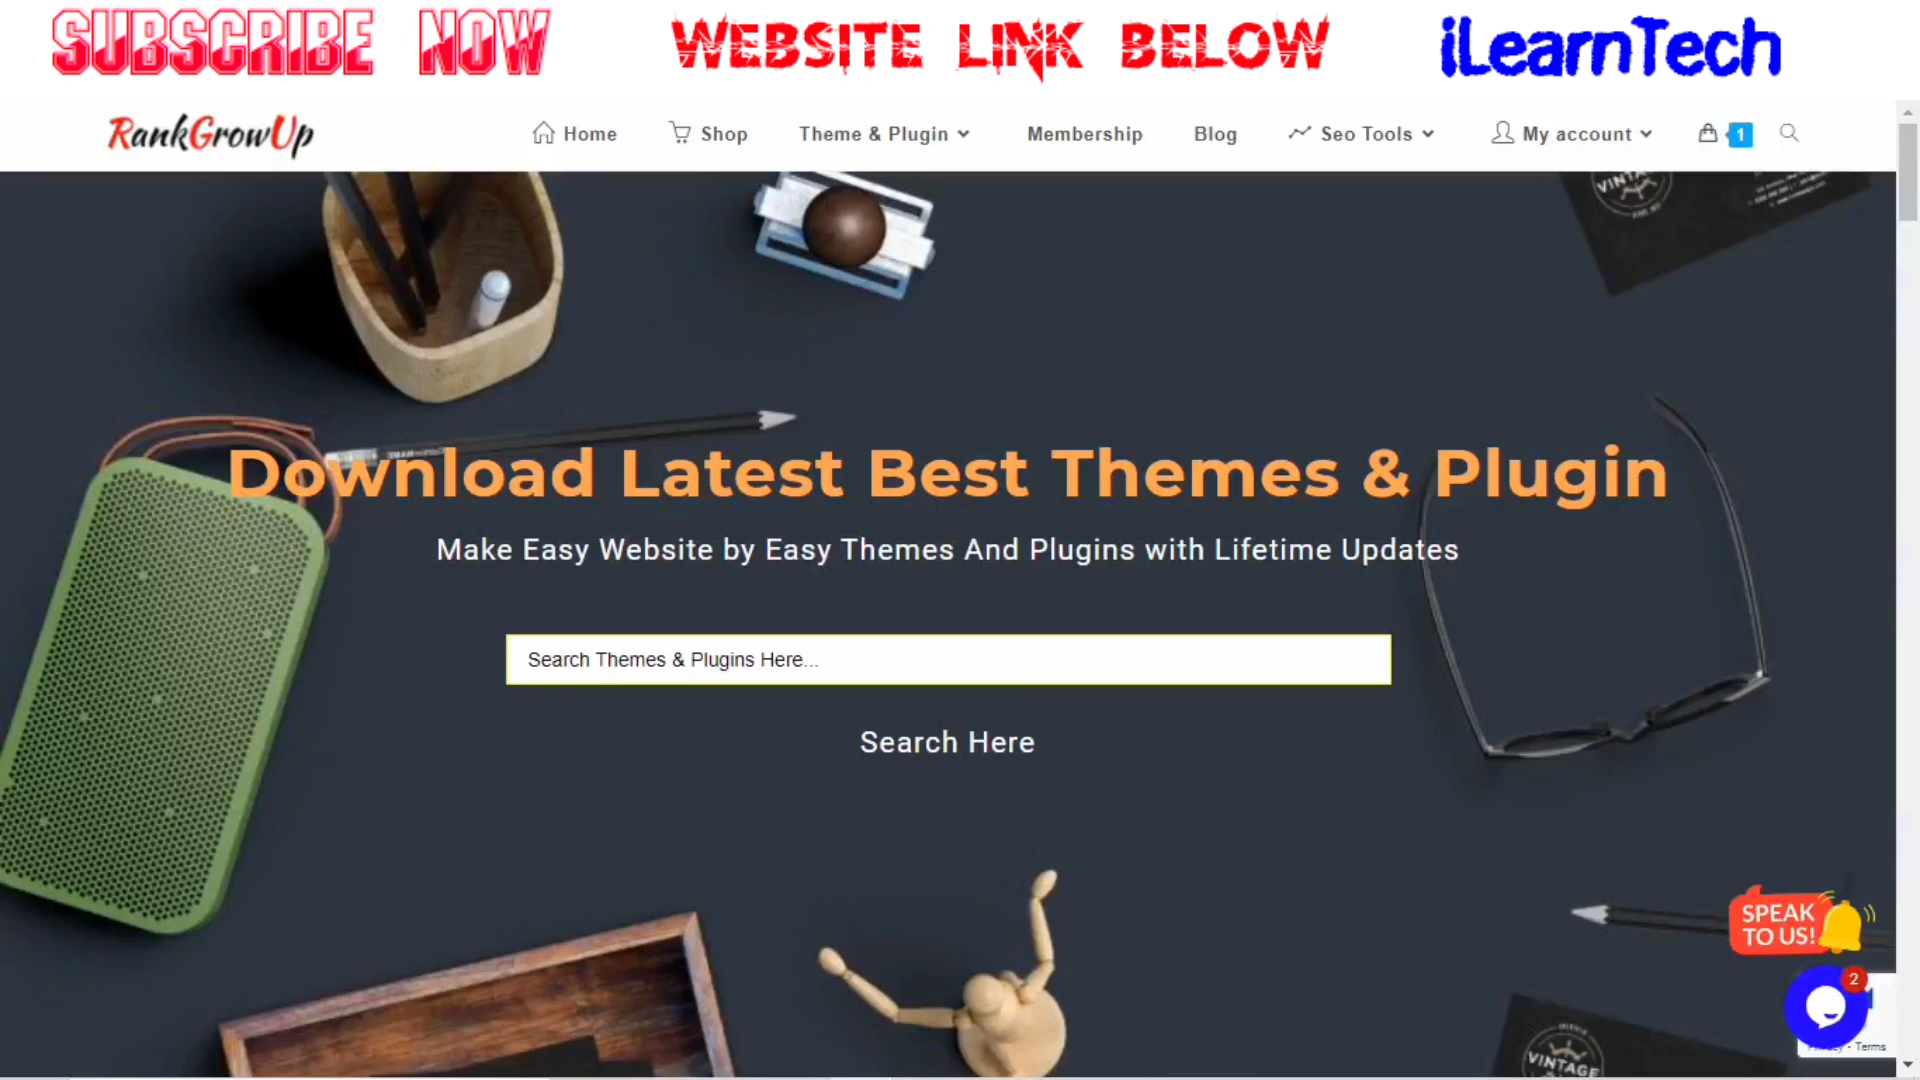 SUBSCRIBE NOW WEBSITE LINK BELOW iLearnTech
RankGrowUp Home Shop Theme & Plugin Membership Blog Seo Tools My account 1
VINTAGE
Download Latest Best Themes & Plugin
Make Easy Website by Easy Themes And Plugins with Lifetime Updates
Search Themes & Plugins Here...
Search Here
SPEAK
TO US!
2
- Terms
VINTAGE